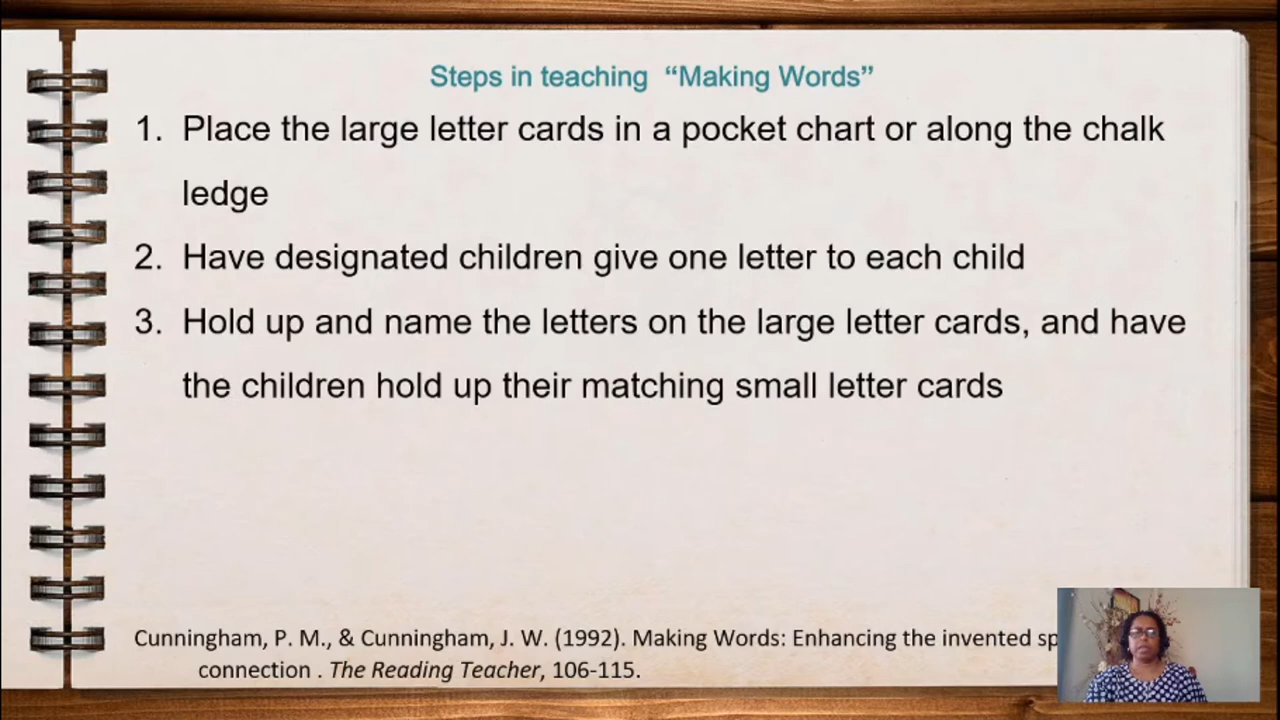 Steps in teaching “Making Words”
1. Place the large letter cards in a pocket chart or along the chalk
ledge
2. Have designated children give one letter to each child
3. Hold up and name the letters on the large letter cards, and have
the children hold up their matching small letter cards
Cunningham, P. M., & Cunningham, J. W. (1992). Making Words: Enhancing the invented
connection . The Reading Teacher, 106-115.